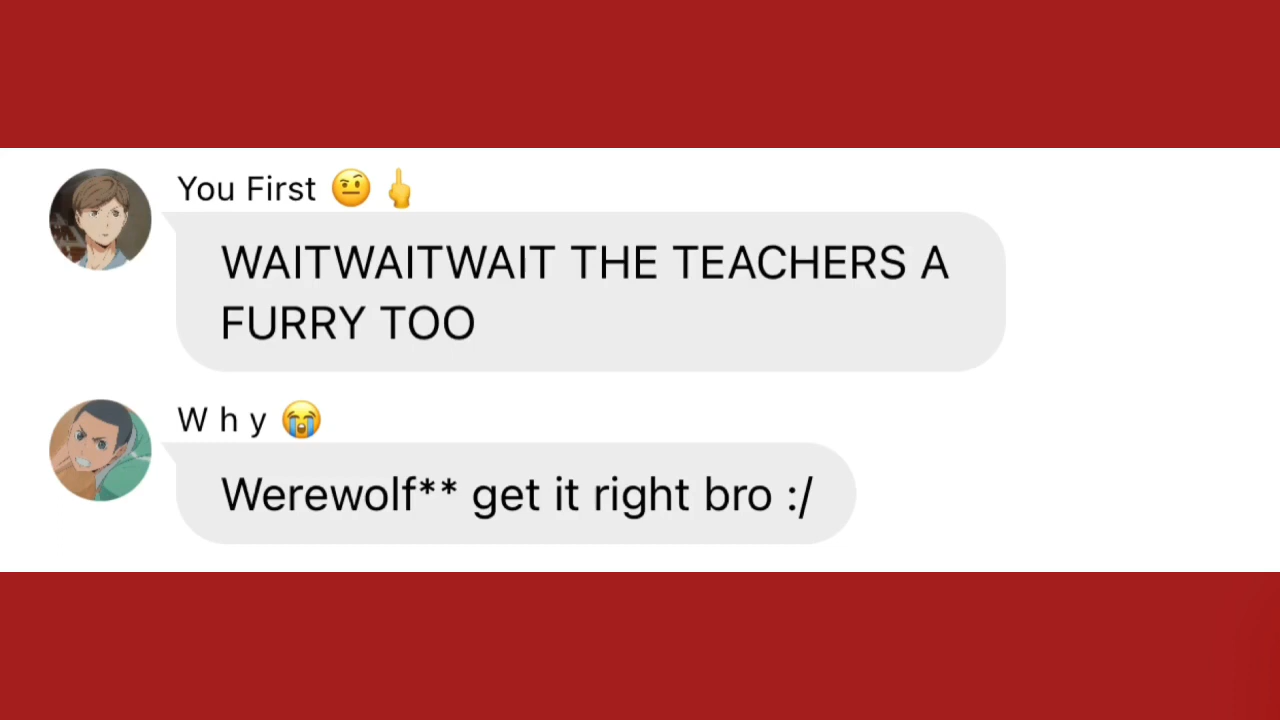 You First 🤨🖕
WAITWAITWAIT THE TEACHERS A
FURRY TOO
W h y 😭
Werewolf** get it right bro :/